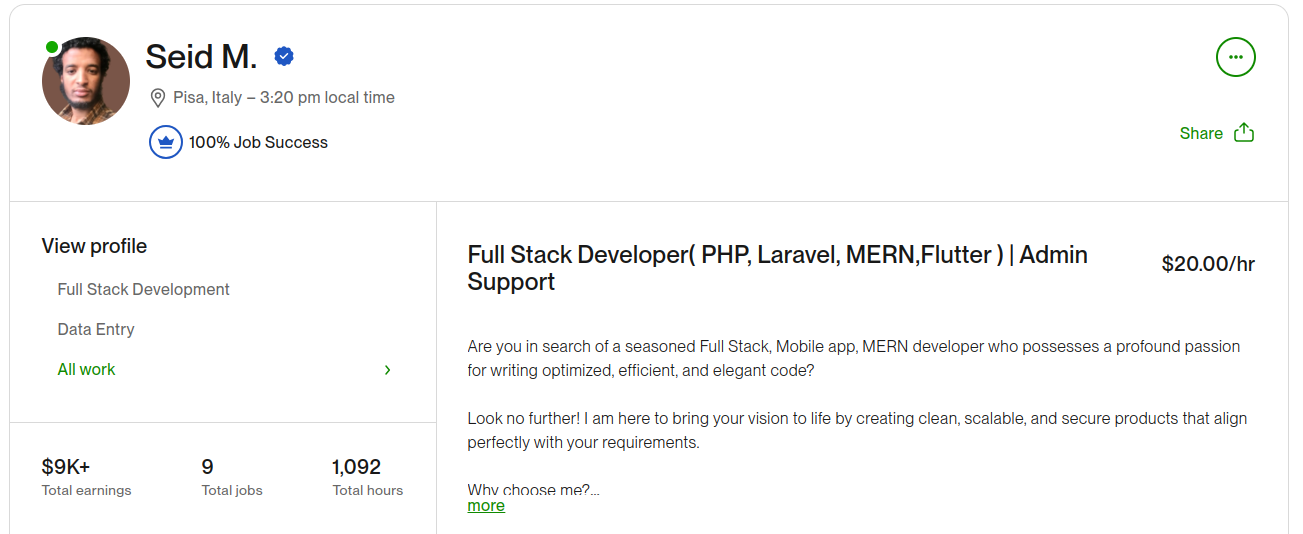 Seid M.
Pisa, Italy – 3:20 pm local time
100% Job Success
Share
View profile
Full Stack Development
Data Entry
All work
$9K+
Total earnings
9
Total jobs
1,092
Total hours
Full Stack Developer( PHP, Laravel, MERN,Flutter ) | Admin
Support
$20.00/hr
Are you in search of a seasoned Full Stack, Mobile app, MERN developer who possesses a profound passion
for writing optimized, efficient, and elegant code?
Look no further! I am here to bring your vision to life by creating clean, scalable, and secure products that align
perfectly with your requirements.
Why choose me?...
more